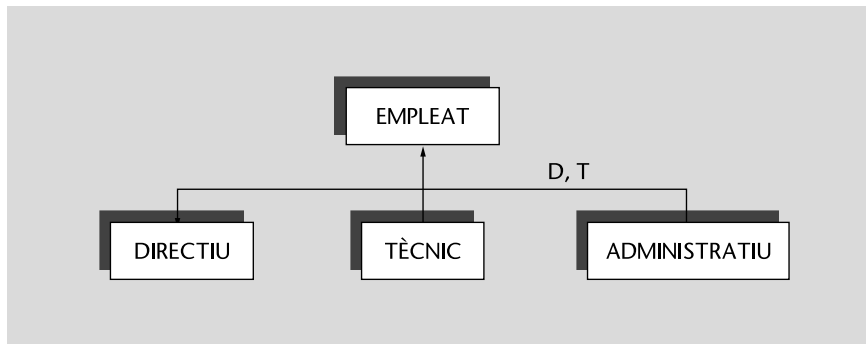 EMPLEAT
D, T
DIRECTIU
TÈCNIC
ADMINISTRATIU